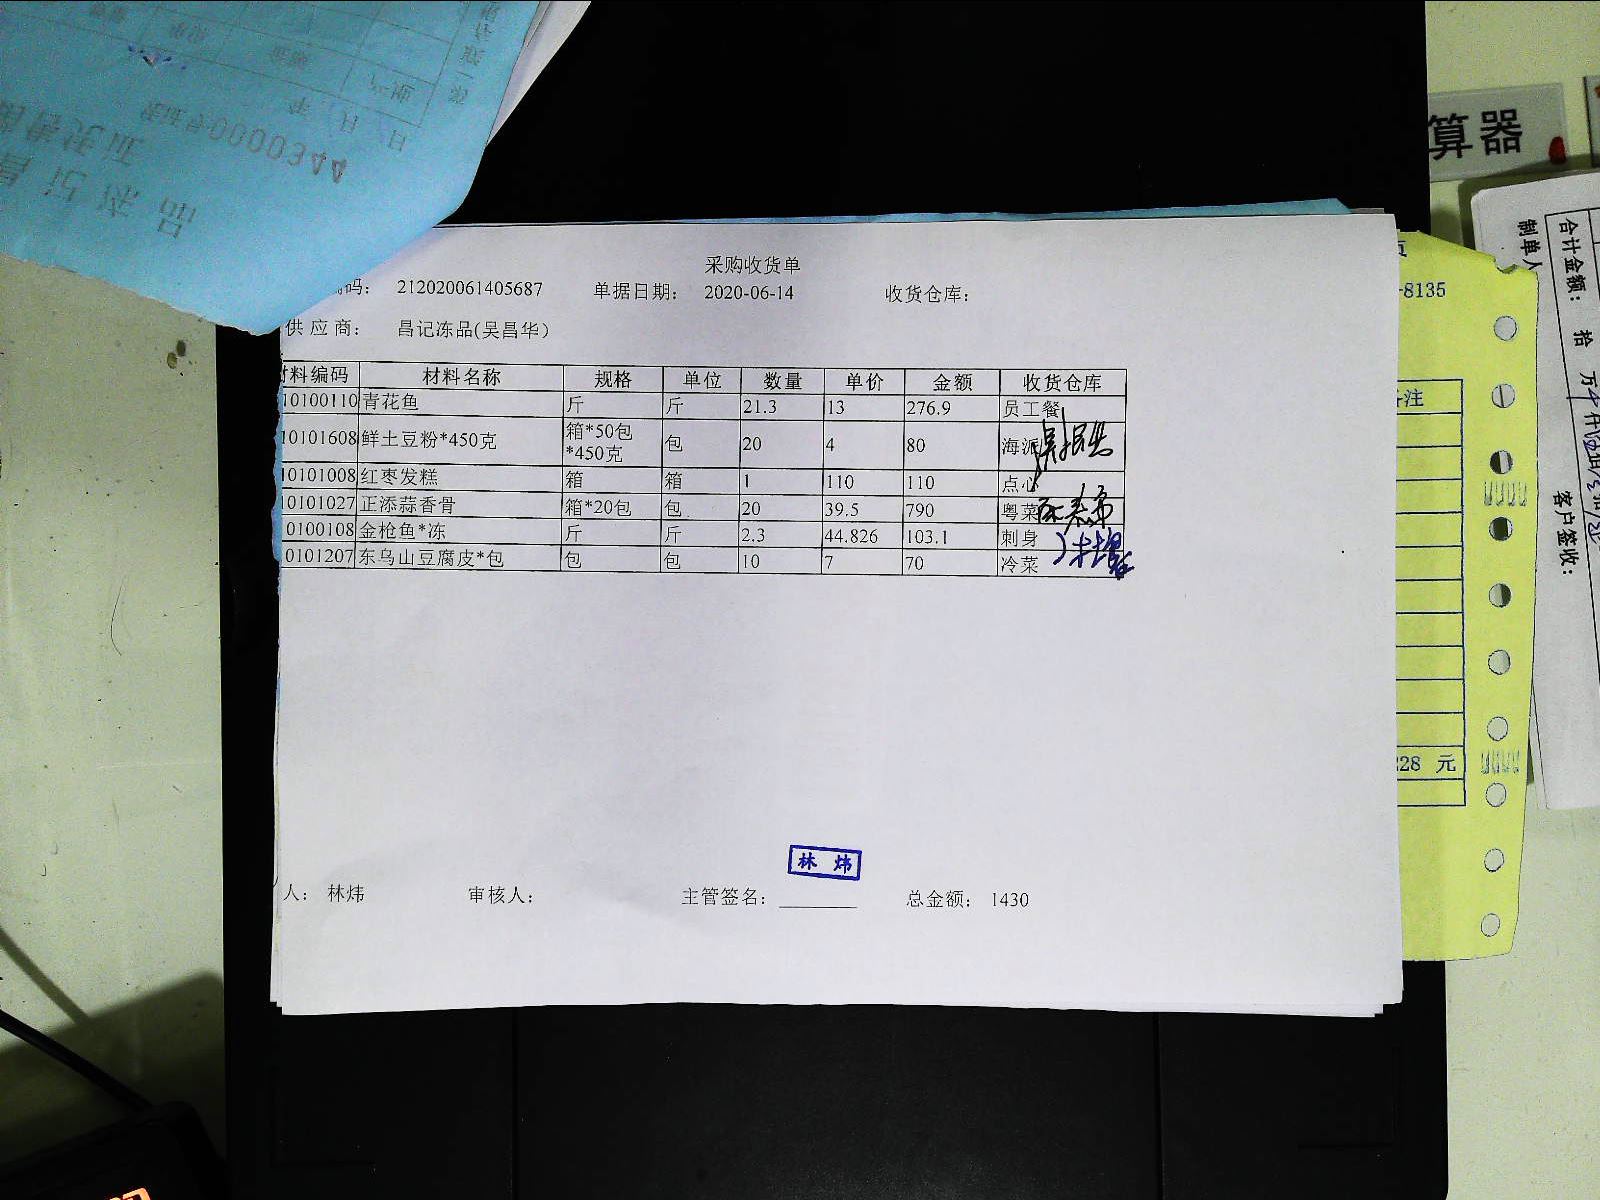 采购收货单
码： 212020061405687 单据日期： 2020-06-14 收货仓库：
供应商： 昌记冻品(吴昌华)
材料编码 材料名称 规格 单位 数量 单价 金额 收货仓库
10100110 青花鱼 斤 斤 21.3 13 276.9 员工餐
10101608 鲜土豆粉*450克 箱*50包*450克 包 20 4 80 海派
10101008 红枣发糕 箱 箱 1 110 110 点心
10101027 正添蒜香骨 箱*20包 包 20 39.5 790 粤菜
0100108 金枪鱼*冻 斤 斤 2.3 44.826 103.1 刺身
0101207 东乌山豆腐皮*包 包 包 10 7 70 冷菜
林炜
人： 林炜 审核人： 主管签名： 总金额： 1430
算器
-8135
注
28 元
制单人
合计金额： 拾 万
客户签收：
0000344